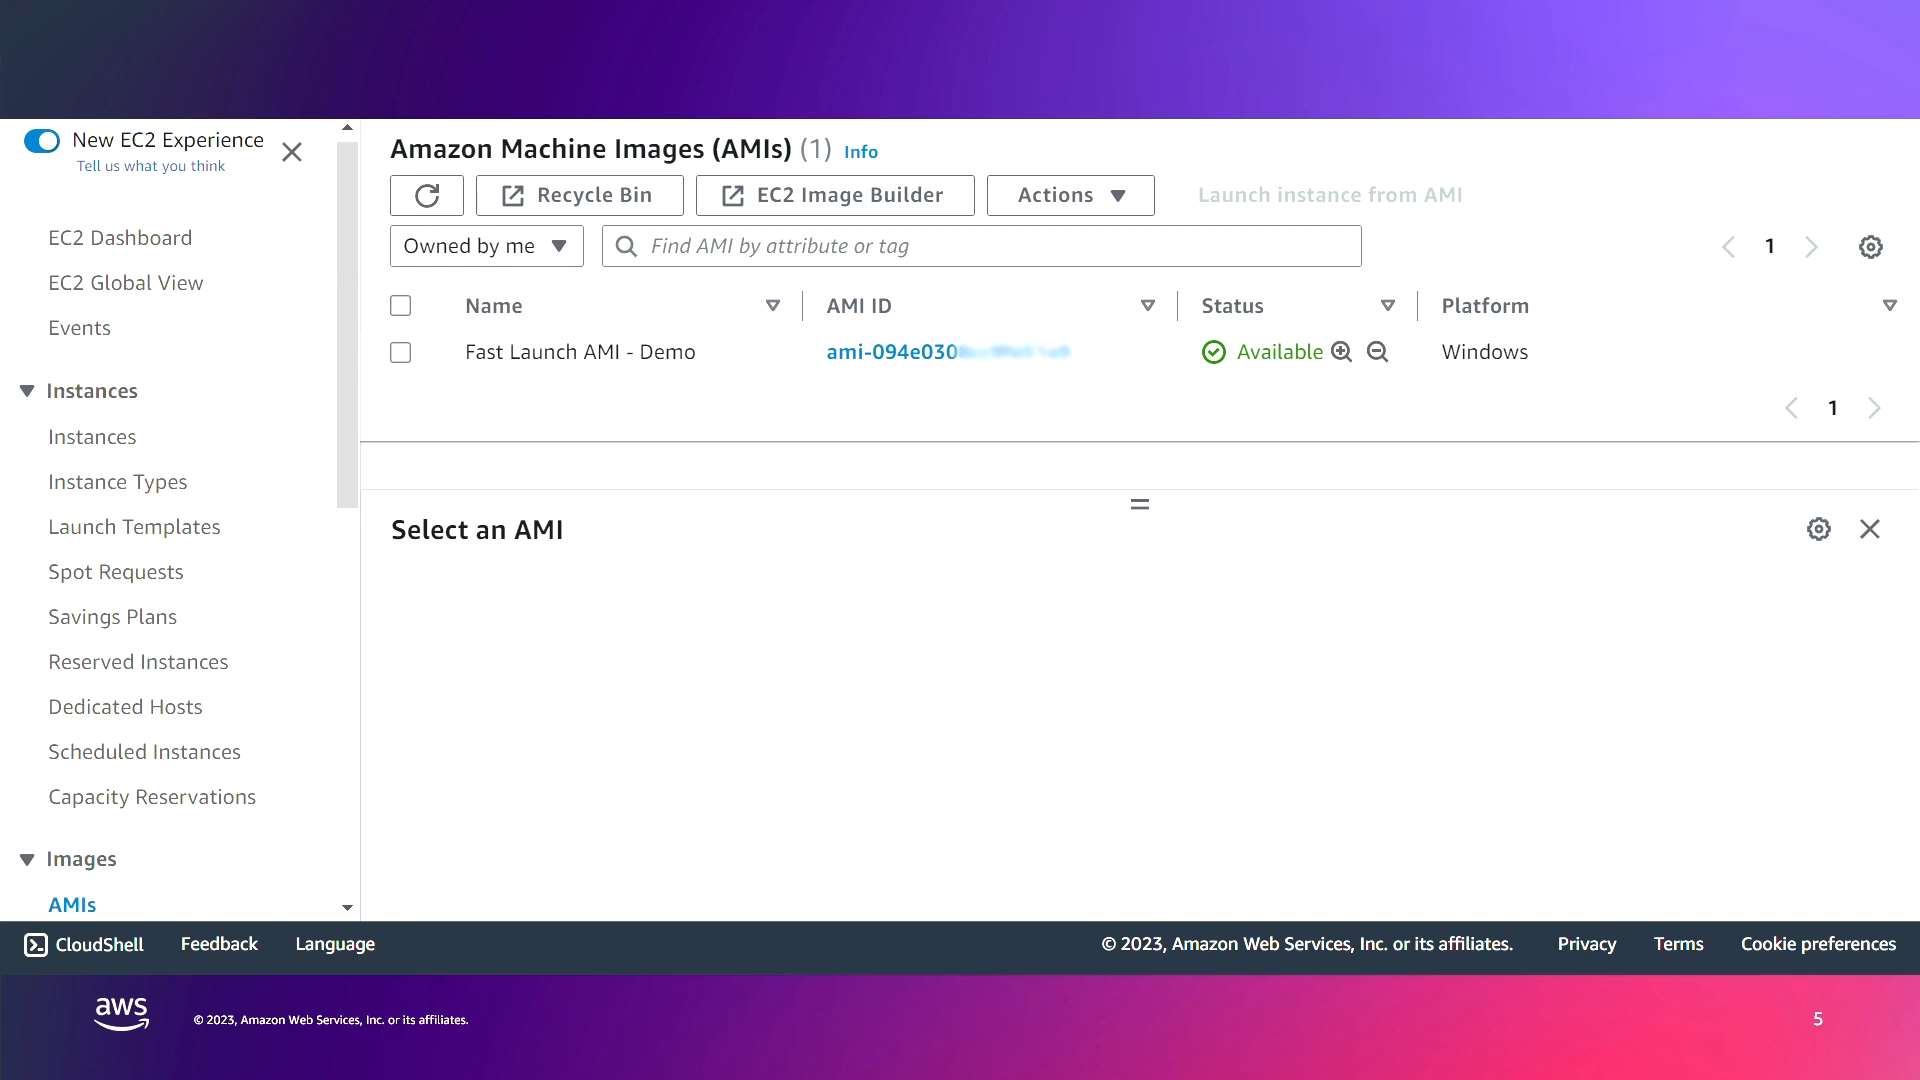 New EC2 Experience
Tell us what you think
EC2 Dashboard
EC2 Global View
Events
Instances
Instances
Instance Types
Launch Templates
Spot Requests
Savings Plans
Reserved Instances
Dedicated Hosts
Scheduled Instances
Capacity Reservations
Images
AMIs
Amazon Machine Images (AMIs) (1) Info
Recycle Bin EC2 Image Builder Actions Launch instance from AMI
Owned by me Find AMI by attribute or tag 1
Name AMI ID Status Platform
Fast Launch AMI - Demo ami-094e030 Available Windows
1
Select an AMI
CloudShell Feedback Language © 2023, Amazon Web Services, Inc. or its affiliates. Privacy Terms Cookie preferences
aws © 2023, Amazon Web Services, Inc. or its affiliates. 5